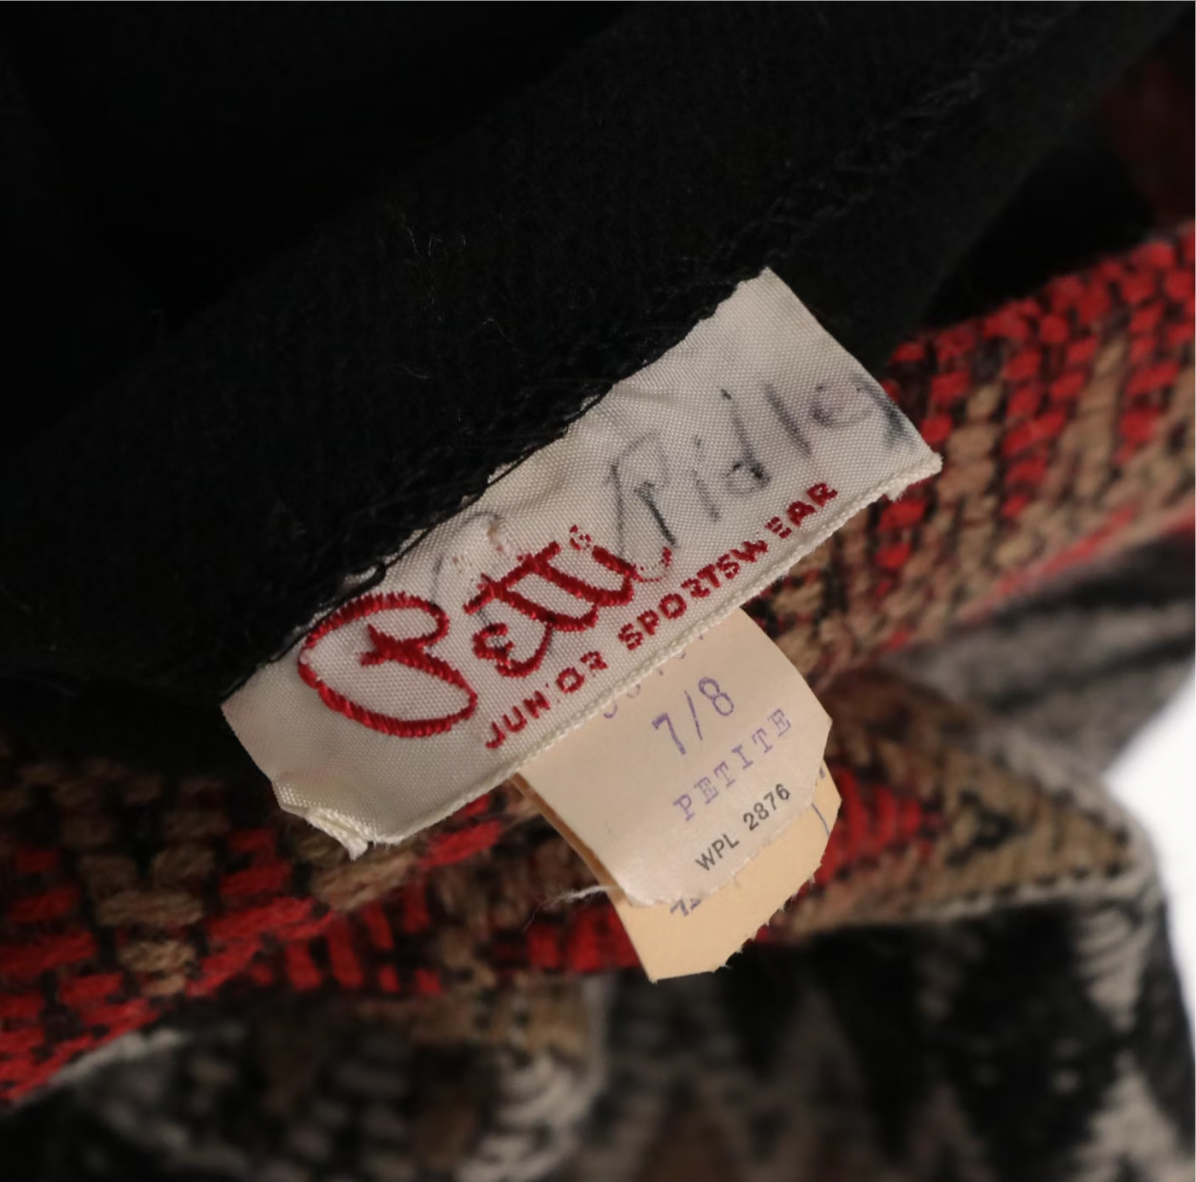 Ridley
Petti
JUNIOR SPORTSWEAR
7/8
PETITE
WPL 2876